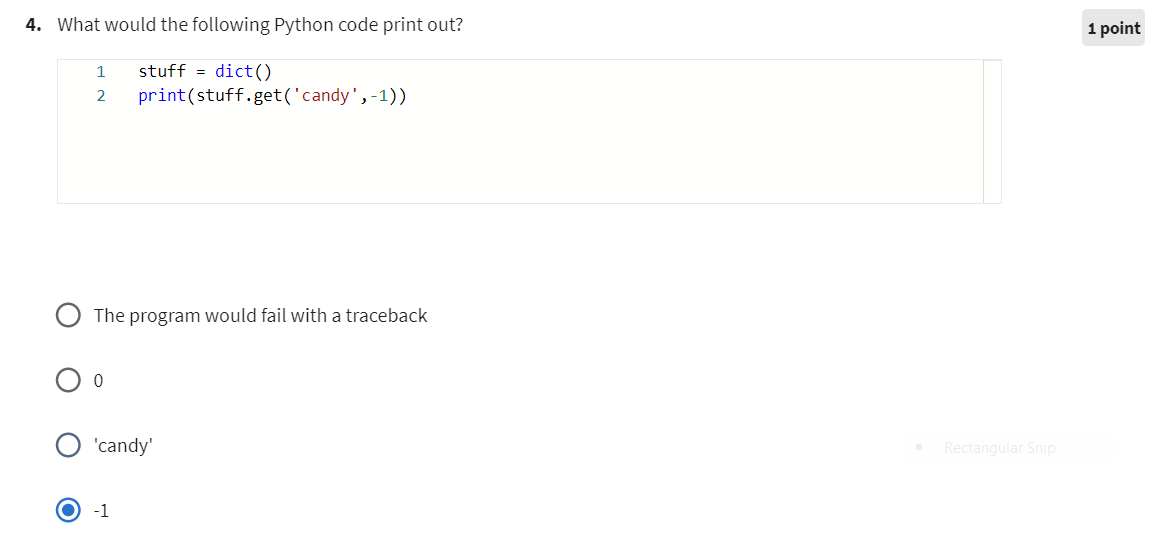 4. What would the following Python code print out?
1 point
1 stuff = dict()
2 print(stuff.get('candy',-1))
The program would fail with a traceback
0
'candy'
Rectangular Snip
-1